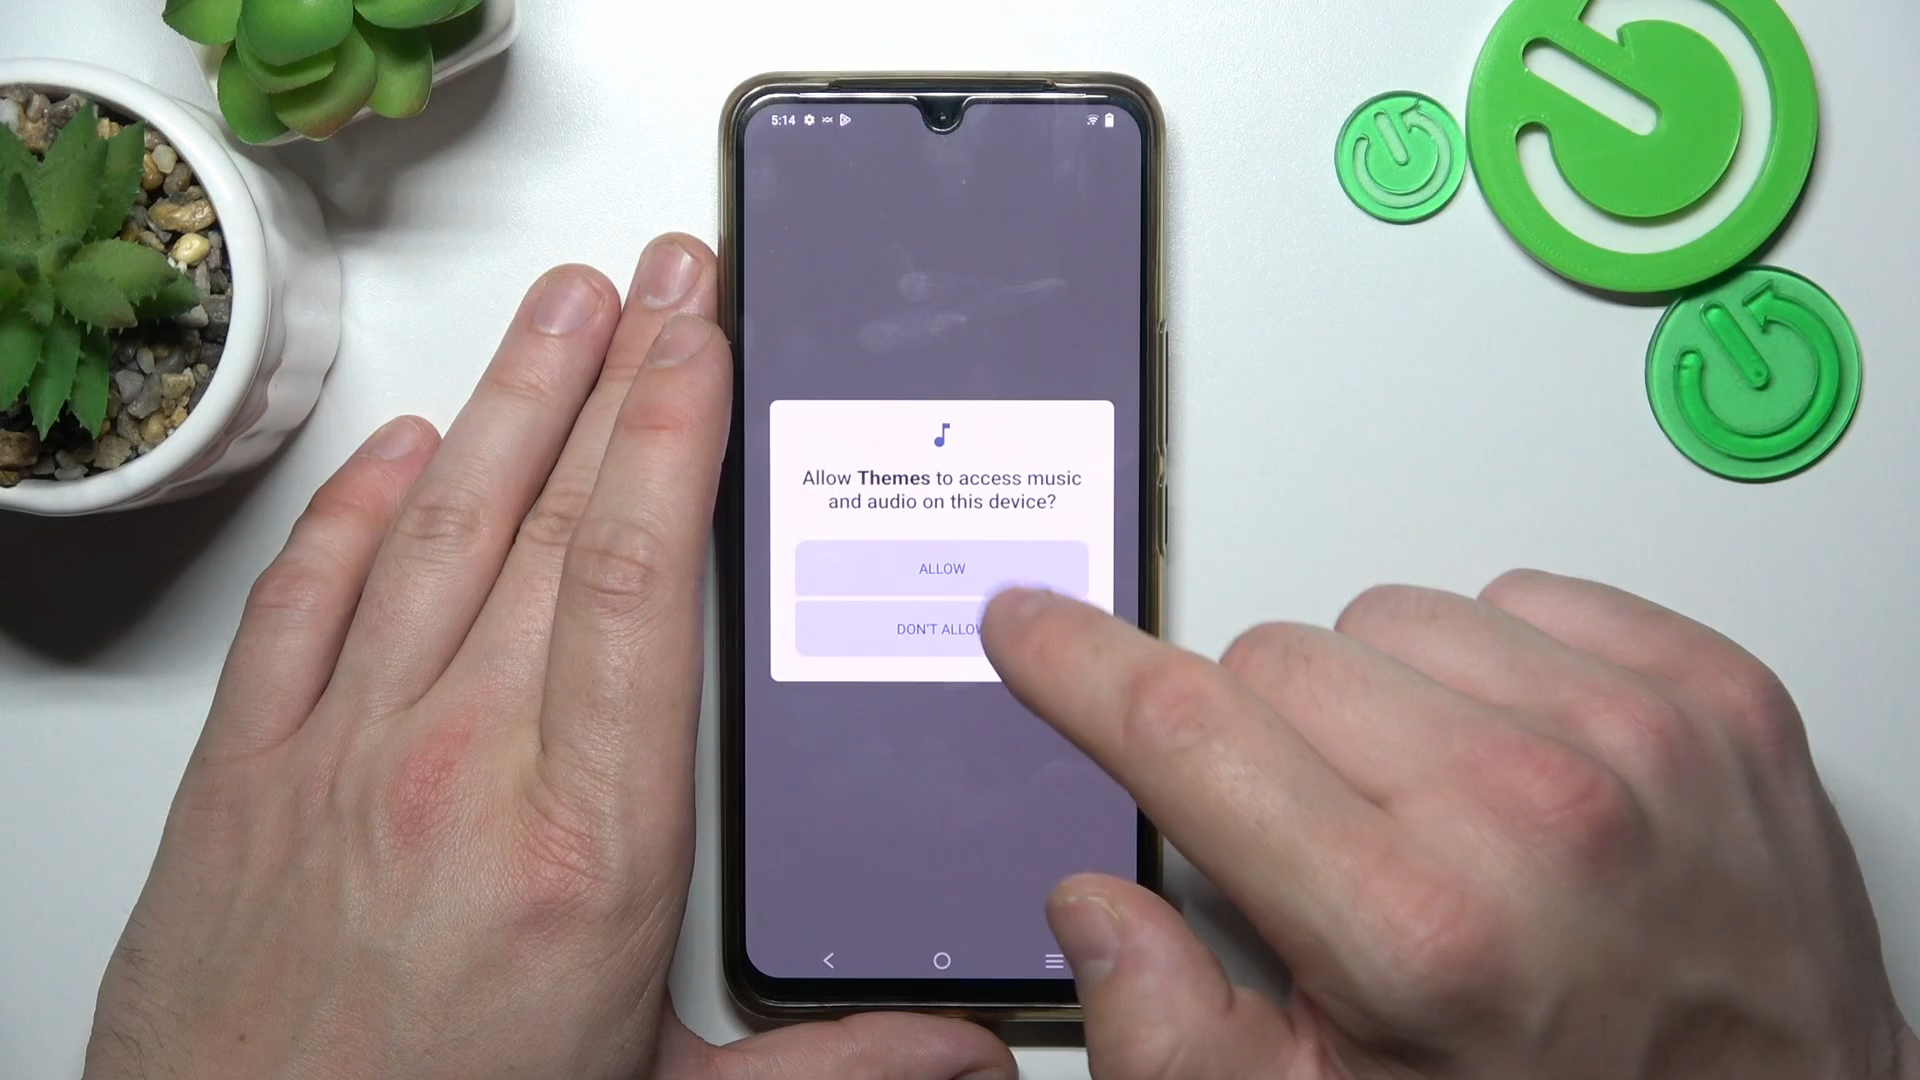 5:14
Allow Themes to access music
and audio on this device?
ALLOW
DON'T ALLOW